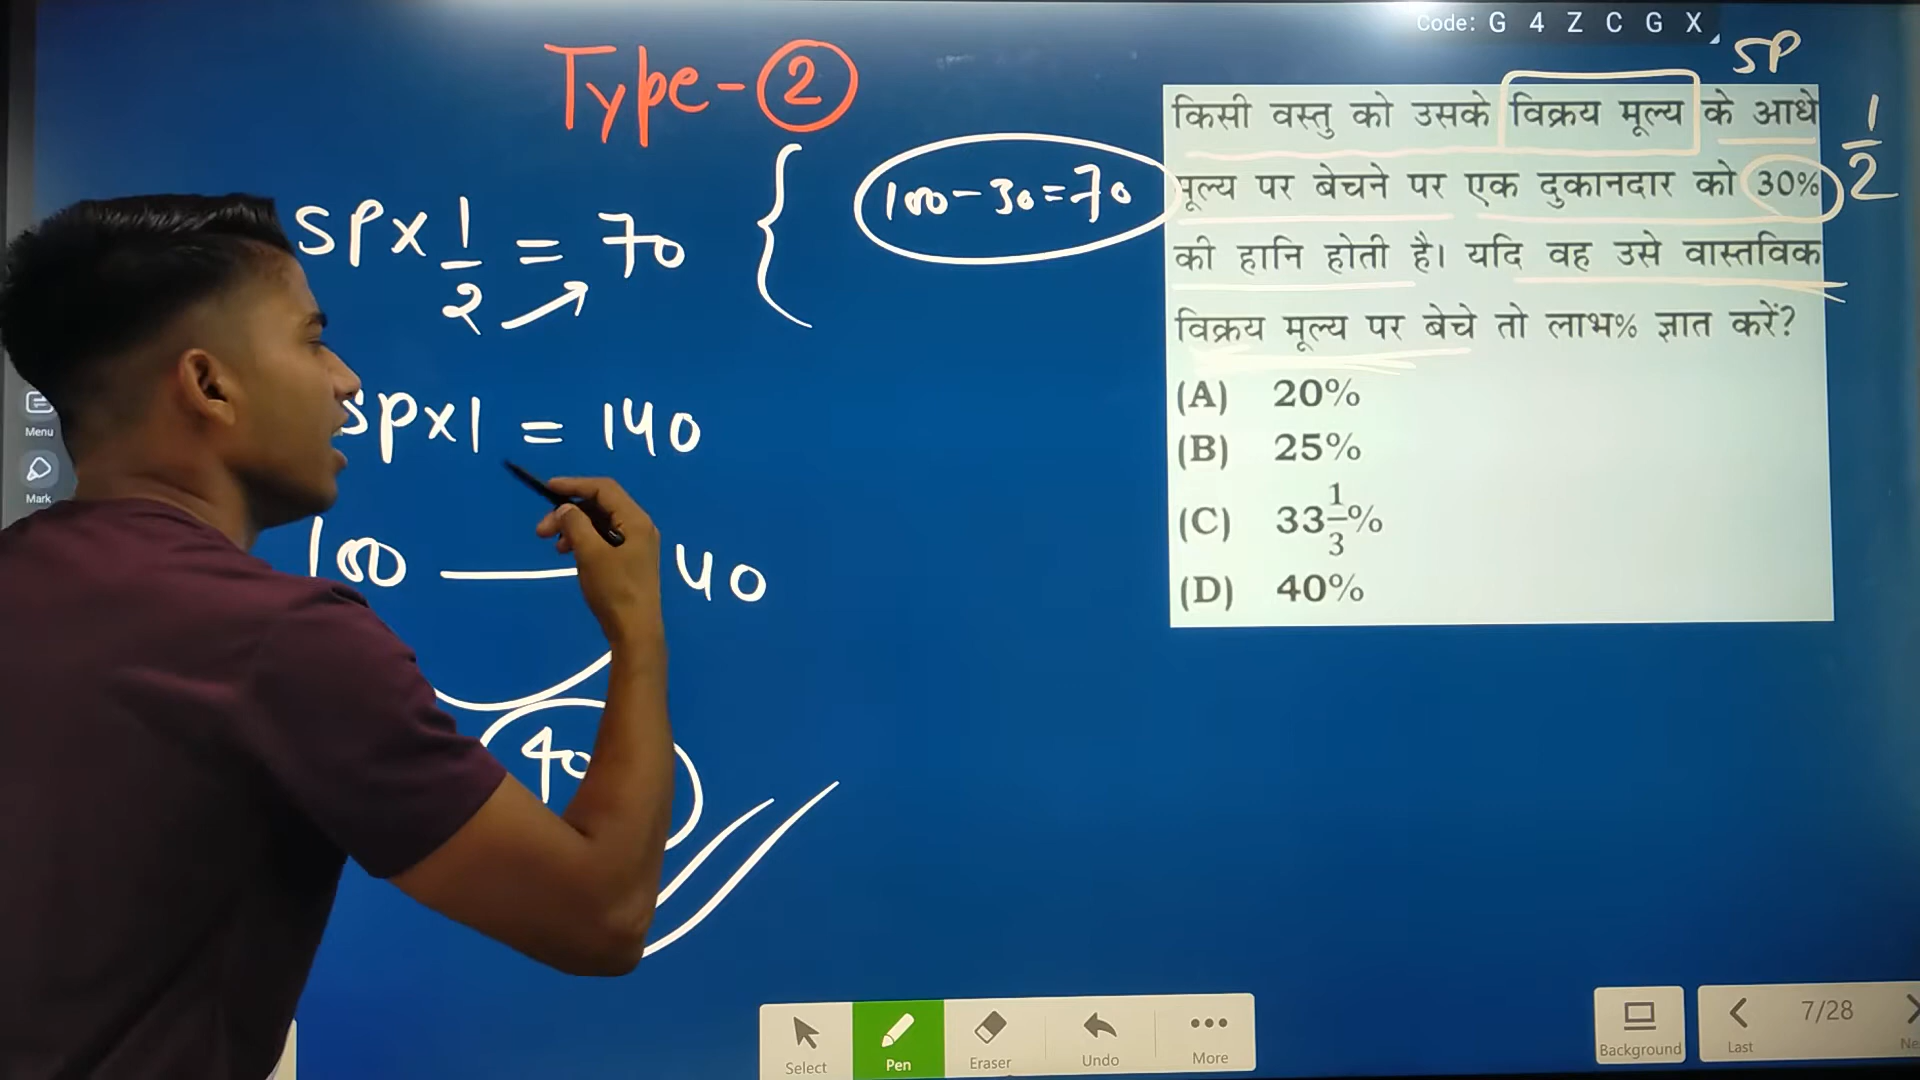 Code: G 4 Z C G X
Type-②
SP
किसी वस्तु को उसके विक्रय मूल्य के आधे
1/2
मूल्य पर बेचने पर एक दुकानदार को 30%
की हानि होती है। यदि वह उसे वास्तविक
विक्रय मूल्य पर बेचे तो लाभ% ज्ञात करें?
(A) 20%
(B) 25%
(C) 33 1/3%
(D) 40%
100-30=70
SP×1/2 = 70
SP×1 = 140
100 — 40
40
Menu
Mark
Select
Pen
Eraser
Undo
More
Background
Last
7/28